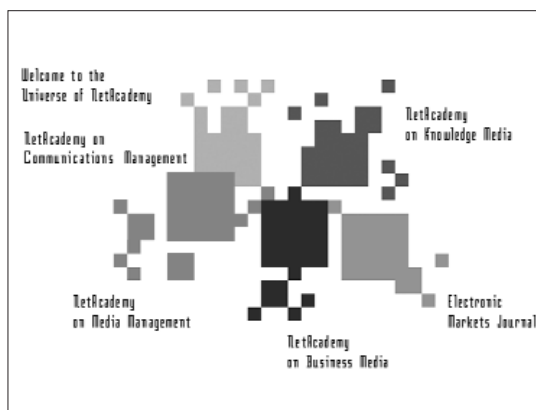 Welcome to the
Universe of NetAcademy
NetAcademy on
Communications Management
NetAcademy
on Knowledge Media
NetAcademy
on Media Management
Electronic
Markets Journal
NetAcademy
on Business Media